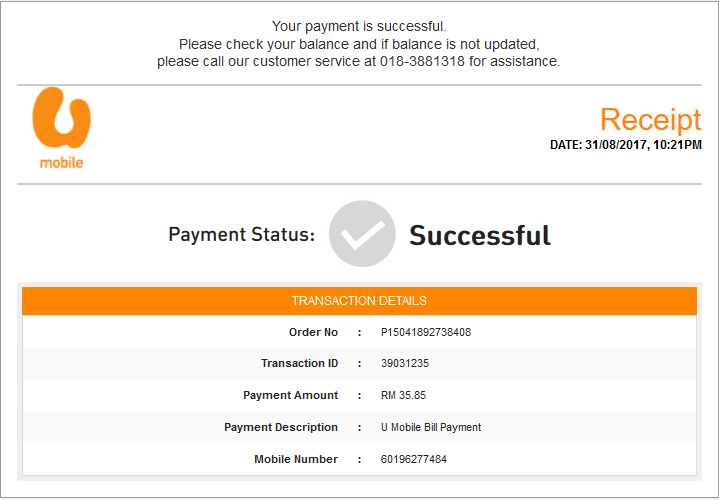 Your payment is successful.
Please check your balance and if balance is not updated,
please call our customer service at 018-3881318 for assistance.
mobile
Receipt
DATE: 31/08/2017, 10:21PM
Payment Status: Successful
TRANSACTION DETAILS
Order No : P15041892738408
Transaction ID : 39031235
Payment Amount : RM 35.85
Payment Description : U Mobile Bill Payment
Mobile Number : 60196277484